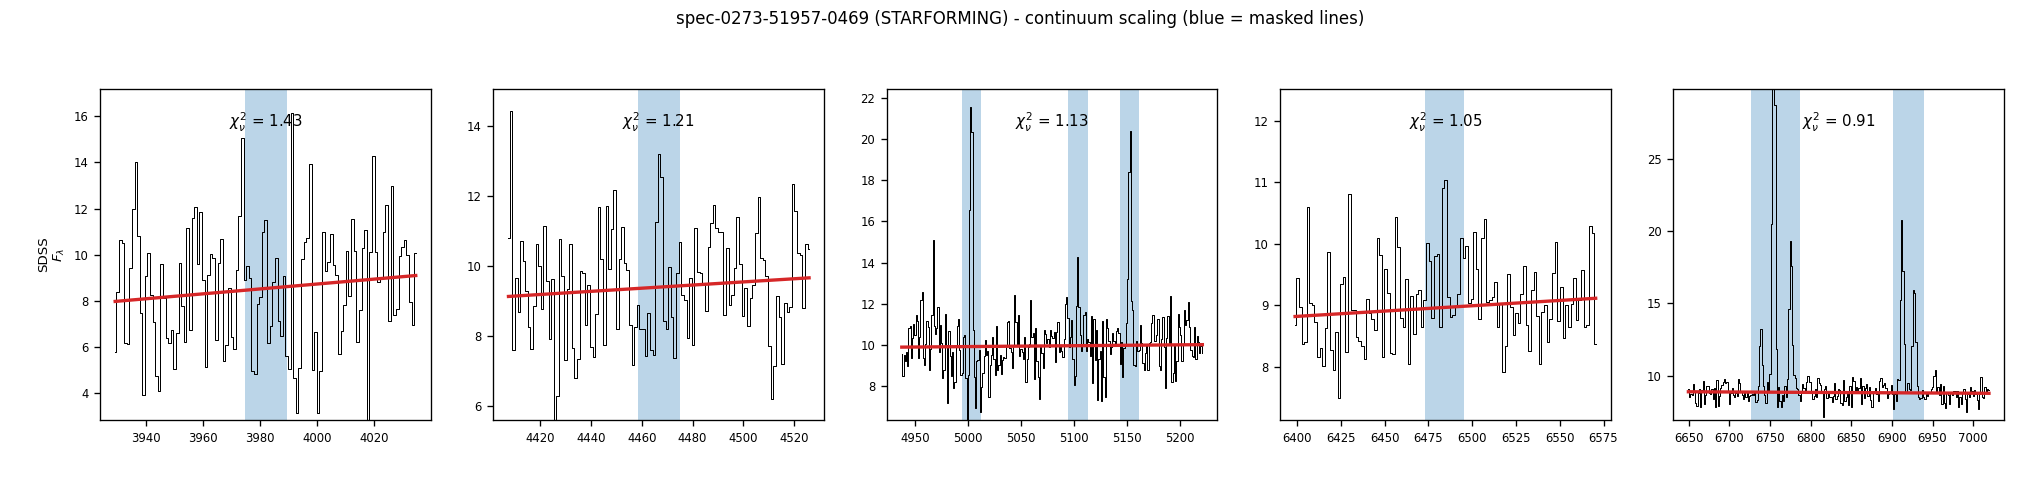 spec-0273-51957-0469 (STARFORMING) - continuum scaling (blue = masked lines)
SDSS
Fλ
16
14
12
10
8
6
4
χ²ν = 1.43
3940 3960 3980 4000 4020
14
12
10
8
6
χ²ν = 1.21
4420 4440 4460 4480 4500 4520
22
20
18
16
14
12
10
8
χ²ν = 1.13
4950 5000 5050 5100 5150 5200
12
11
10
9
8
χ²ν = 1.05
6400 6425 6450 6475 6500 6525 6550 6575
25
20
15
10
χ²ν = 0.91
6650 6700 6750 6800 6850 6900 6950 7000